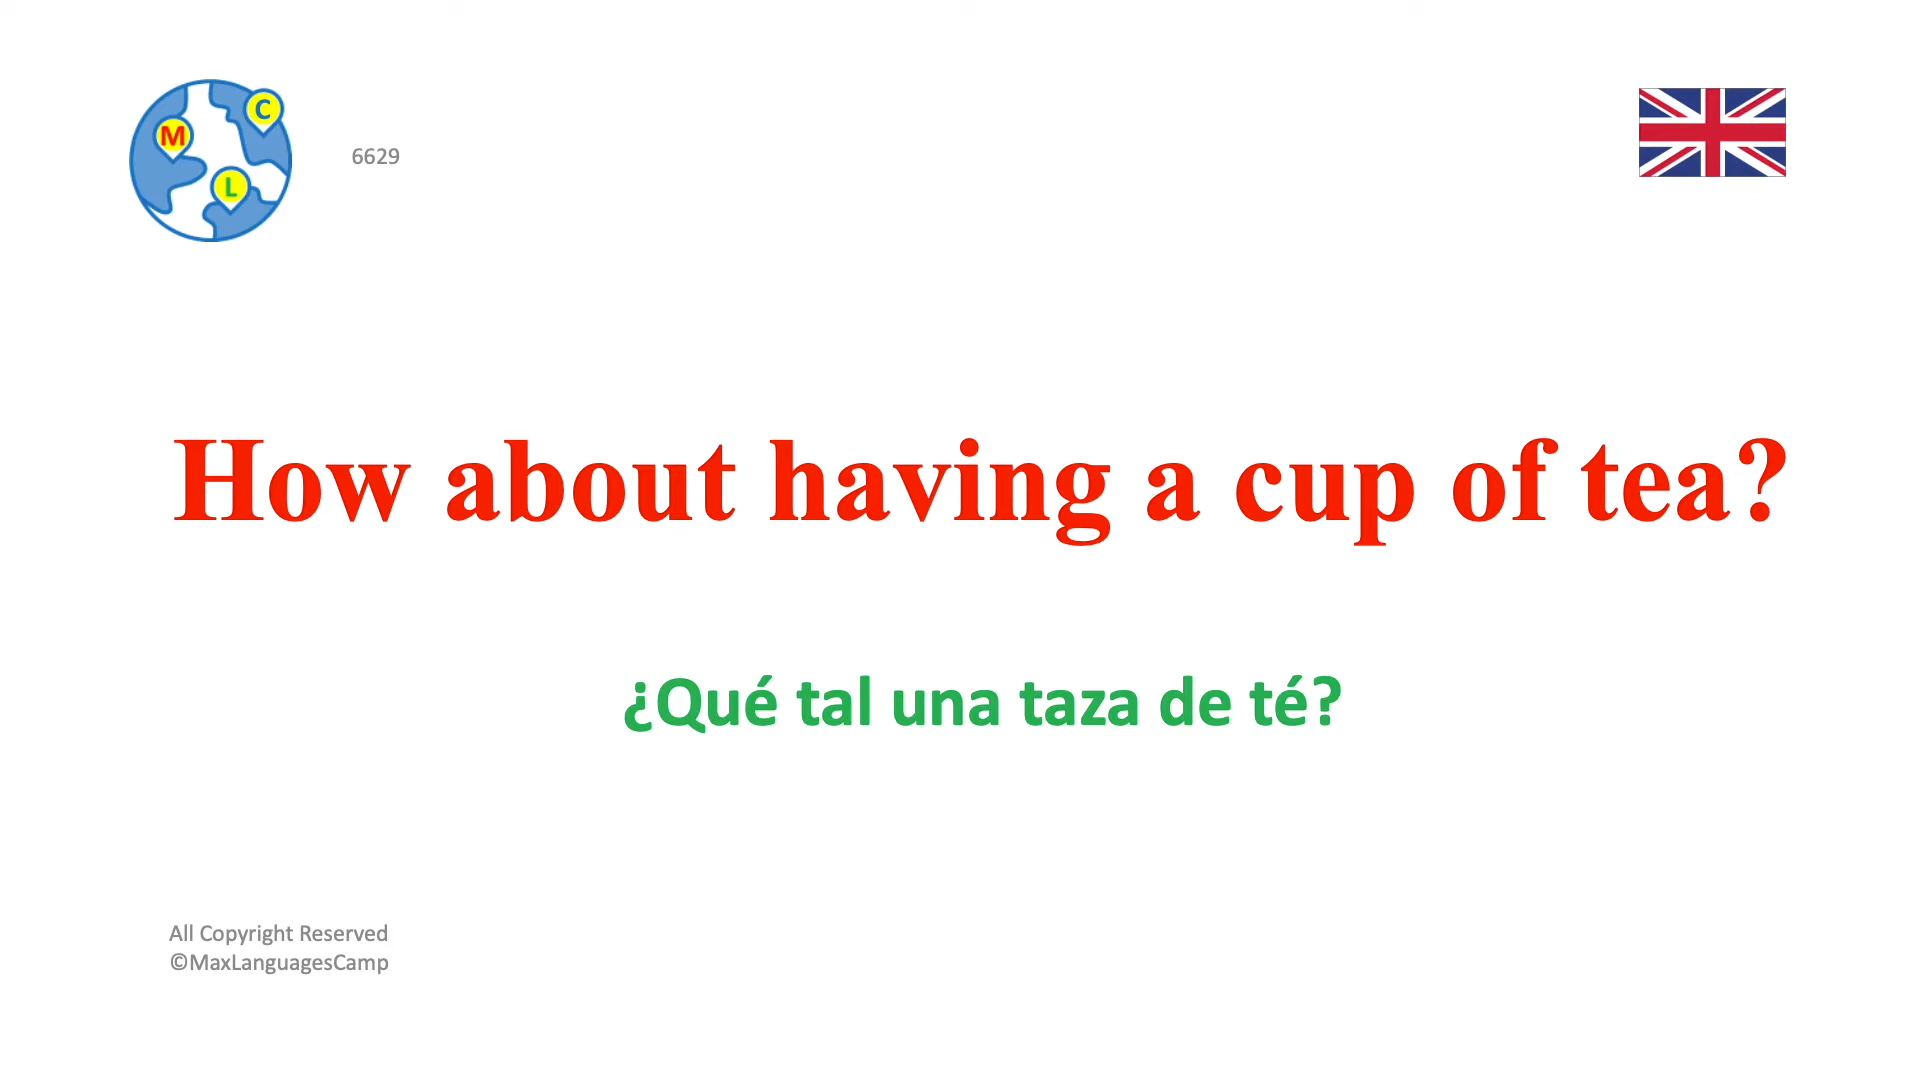 C
M
6629
L
How about having a cup of tea?
¿Qué tal una taza de té?
All Copyright Reserved
©MaxLanguagesCamp